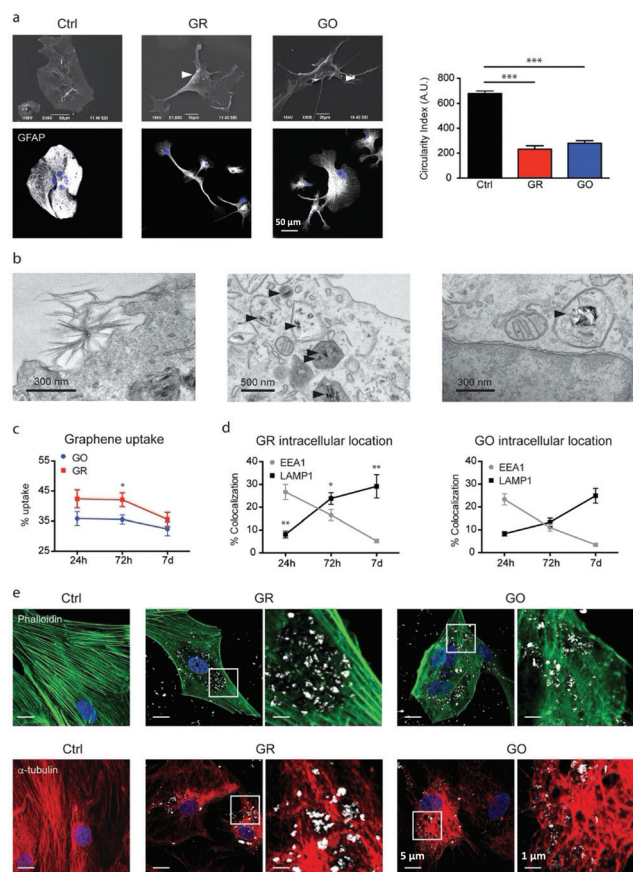 a
Ctrl
GR
GO
GFAP
50 µm
Circularity Index (A.U.)
800
600
400
200
0
***
***
Ctrl
GR
GO
b
300 nm
500 nm
300 nm
c
Graphene uptake
GO
GR
% uptake
45
35
25
*
24h
72h
7d
d
GR intracellular location
EEA1
LAMP1
% Colocalization
40
30
20
10
0
**
*
**
24h
72h
7d
GO intracellular location
EEA1
LAMP1
% Colocalization
40
30
20
10
0
24h
72h
7d
e
Ctrl
GR
GO
Phalloidin
Ctrl
GR
GO
α-tubulin
5 µm
1 µm